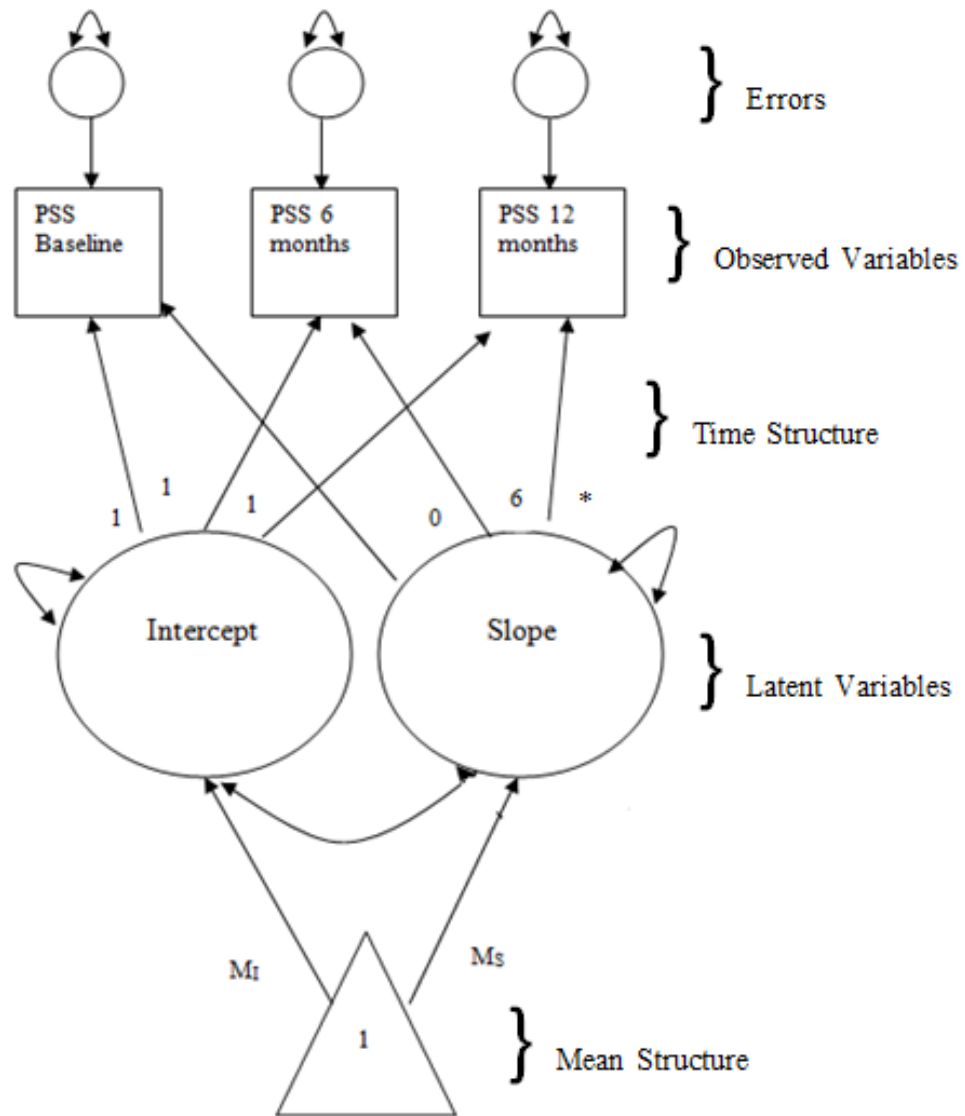 Errors
PSS
Baseline
PSS 6
months
PSS 12
months
Observed Variables
Time Structure
1
1
1
0
6
*
Intercept
Slope
Latent Variables
MI
MS
1
Mean Structure